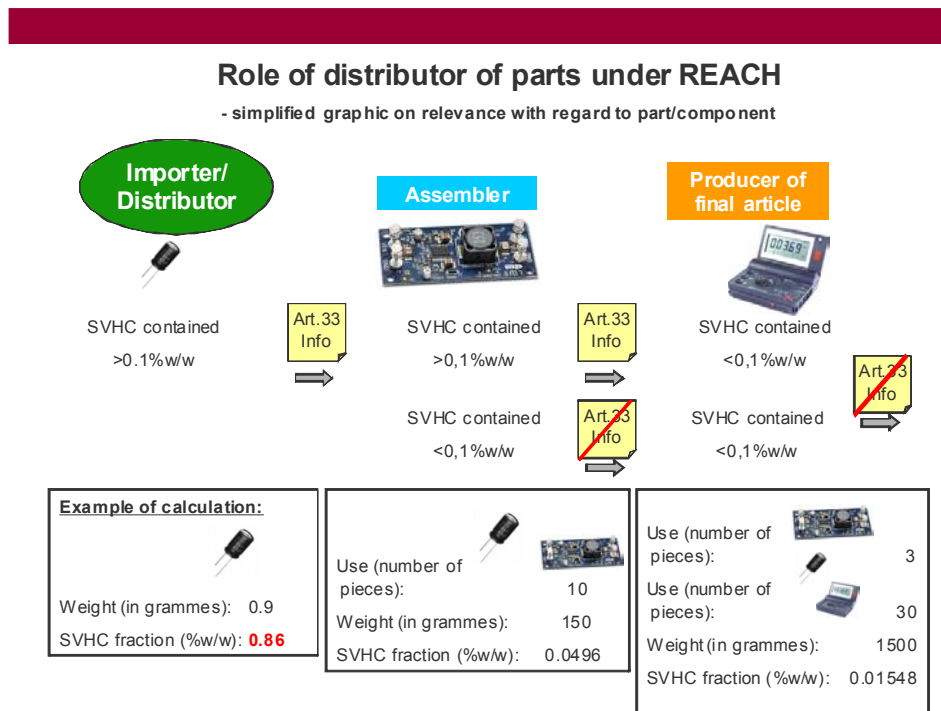 Role of distributor of parts under REACH
- simplified graphic on relevance with regard to part/component
Importer/
Distributor
Assembler
Producer of
final article
003.69
SVHC contained
>0.1%w/w
Art.33
Info
SVHC contained
>0,1%w/w
Art.33
Info
SVHC contained
<0,1%w/w
Art.33
Info
SVHC contained
<0,1%w/w
Art.33
Info
SVHC contained
<0,1%w/w
Example of calculation:
Weight (in grammes): 0.9
SVHC fraction (%w/w): 0.86
Use (number of
pieces): 10
Weight (in grammes): 150
SVHC fraction (%w/w): 0.0496
Use (number of
pieces): 3
Use (number of
pieces): 30
Weight (in grammes): 1500
SVHC fraction (%w/w): 0.01548